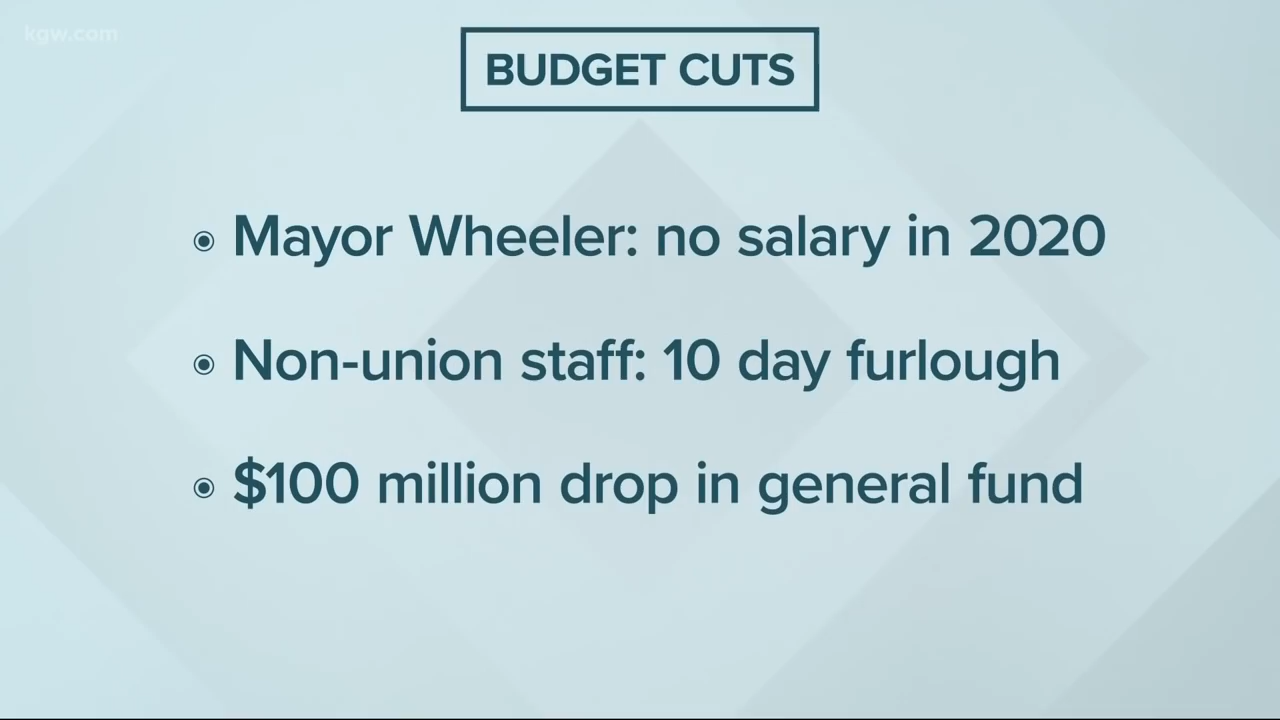 kgw.com
BUDGET CUTS
Mayor Wheeler: no salary in 2020
Non-union staff: 10 day furlough
$100 million drop in general fund